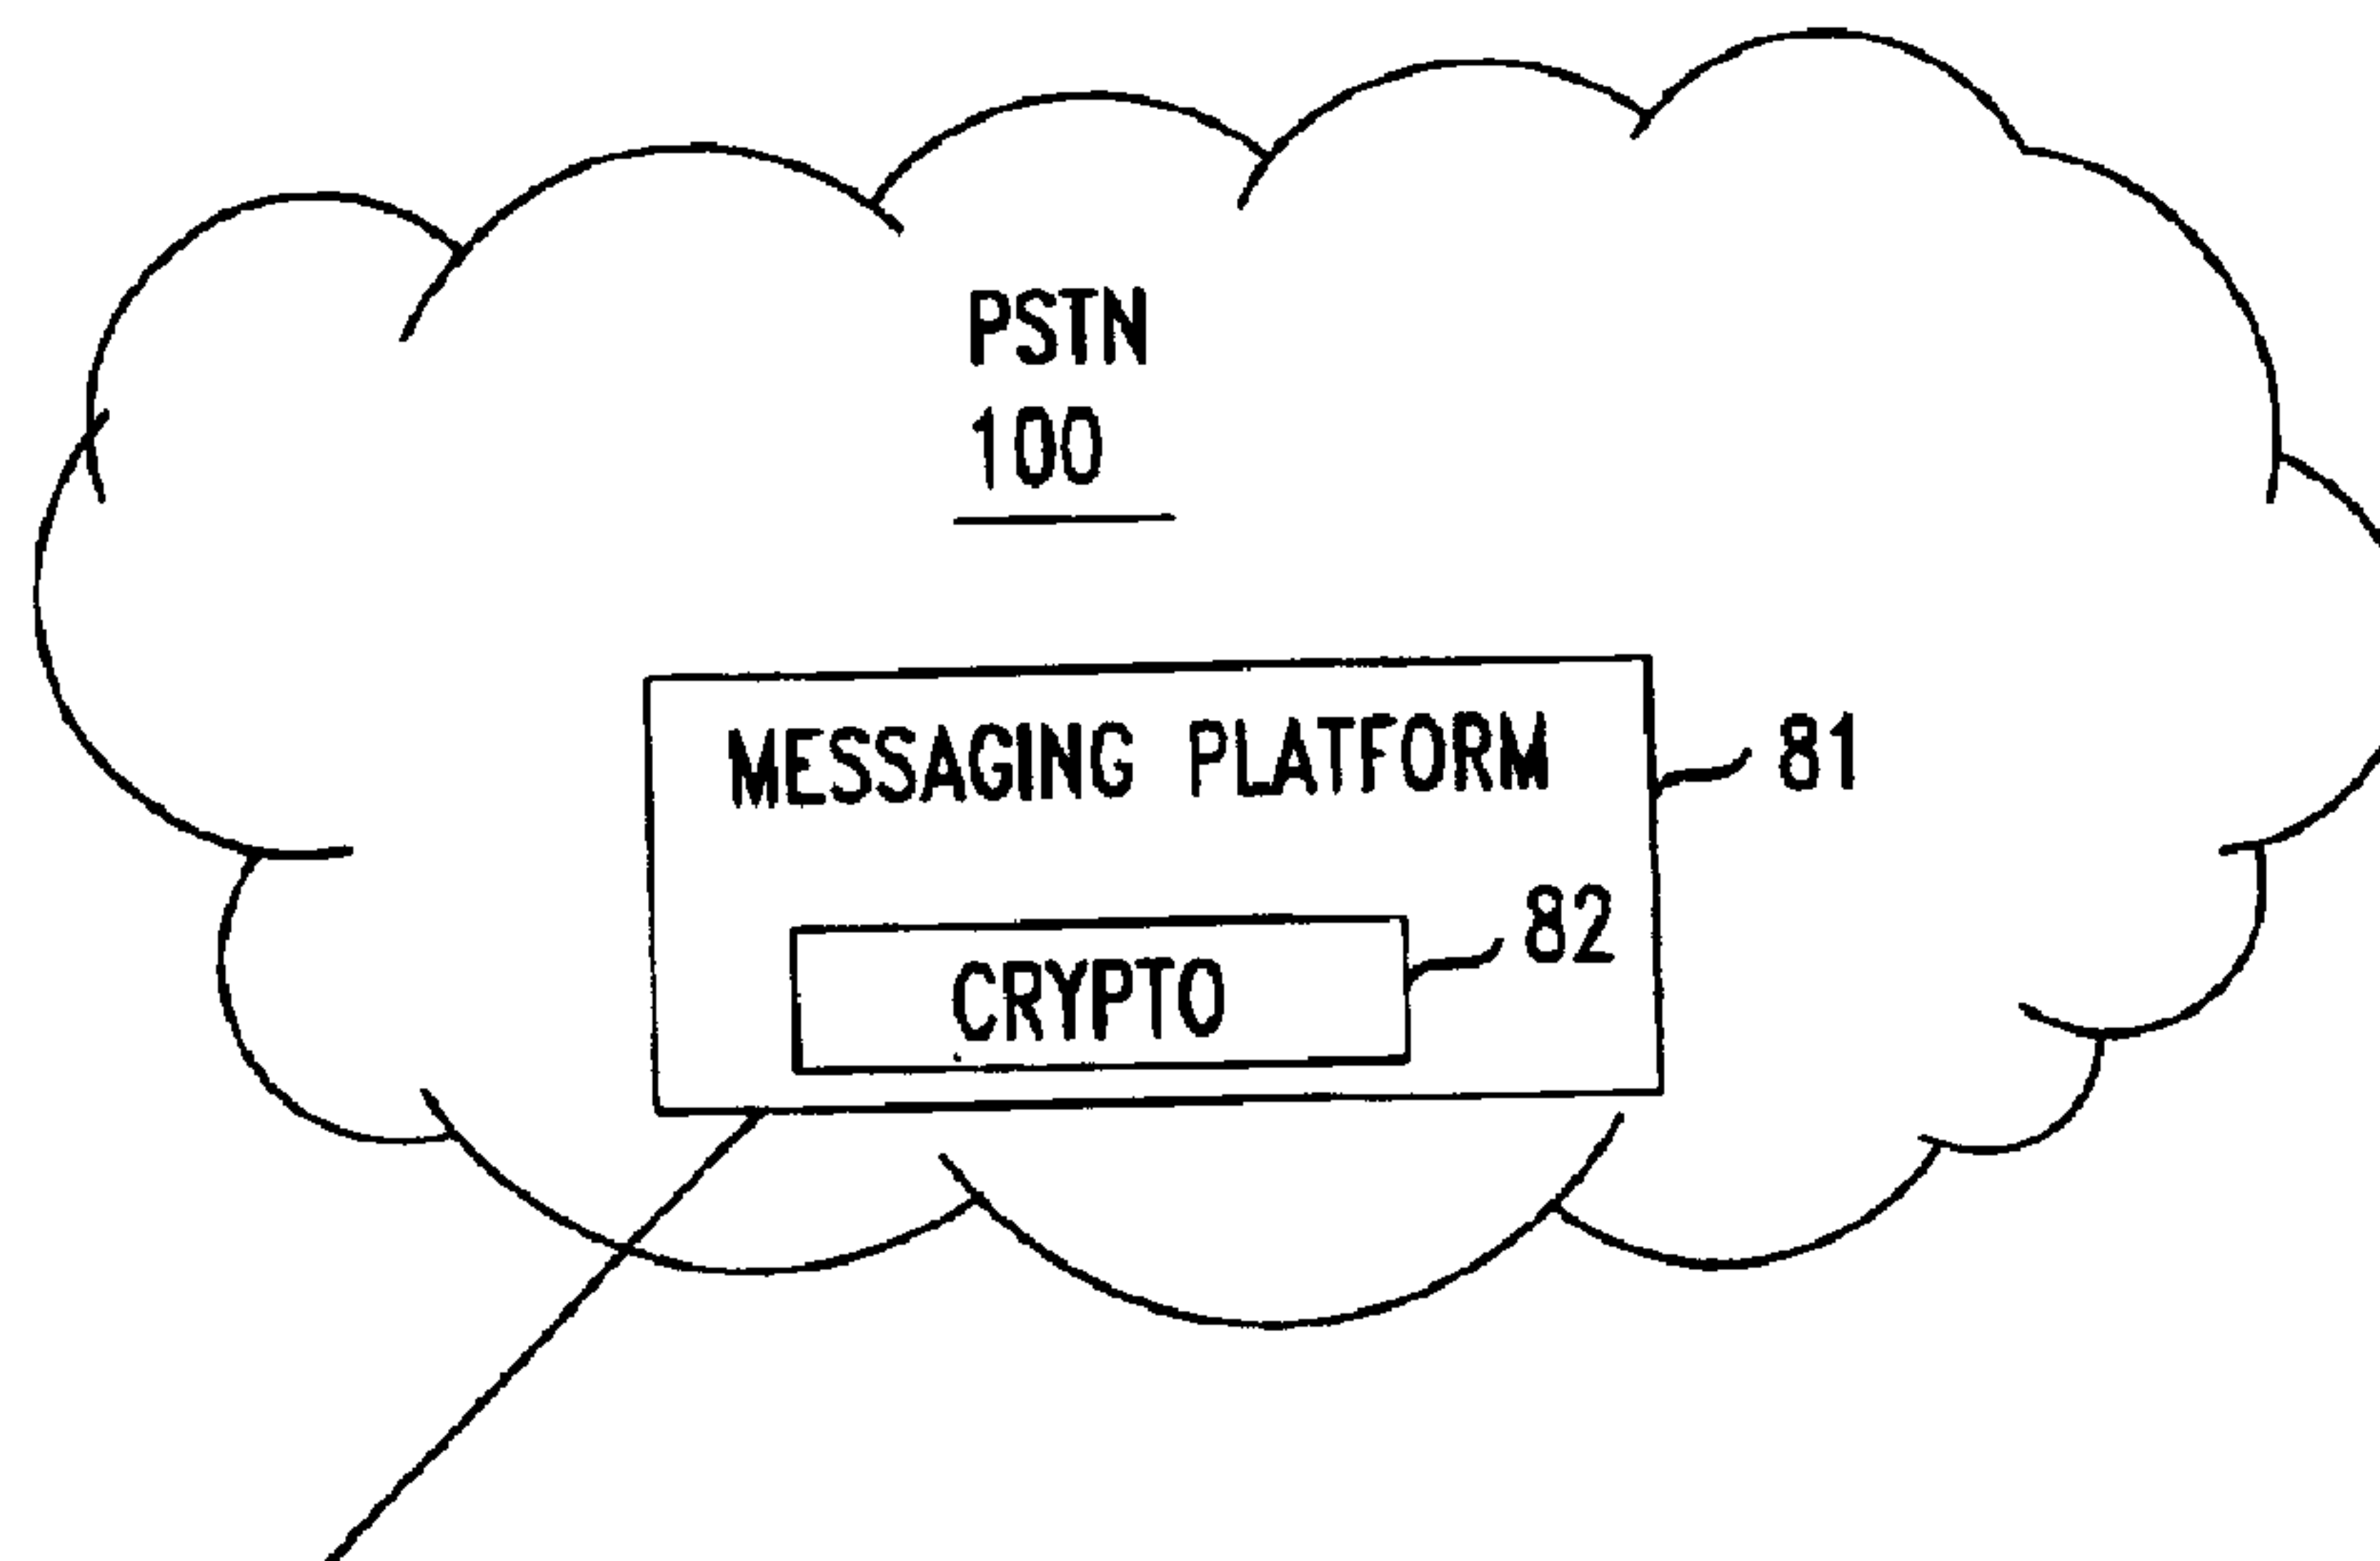 PSTN
100
MESSAGING PLATFORM 81
82
CRYPTO